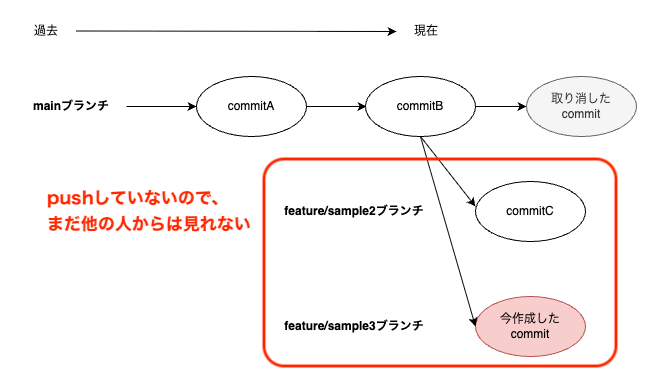 過去
現在
mainブランチ
commitA
commitB
取り消した
commit
pushしていないので、
まだ他の人からは見れない
feature/sample2ブランチ
commitC
feature/sample3ブランチ
今作成した
commit